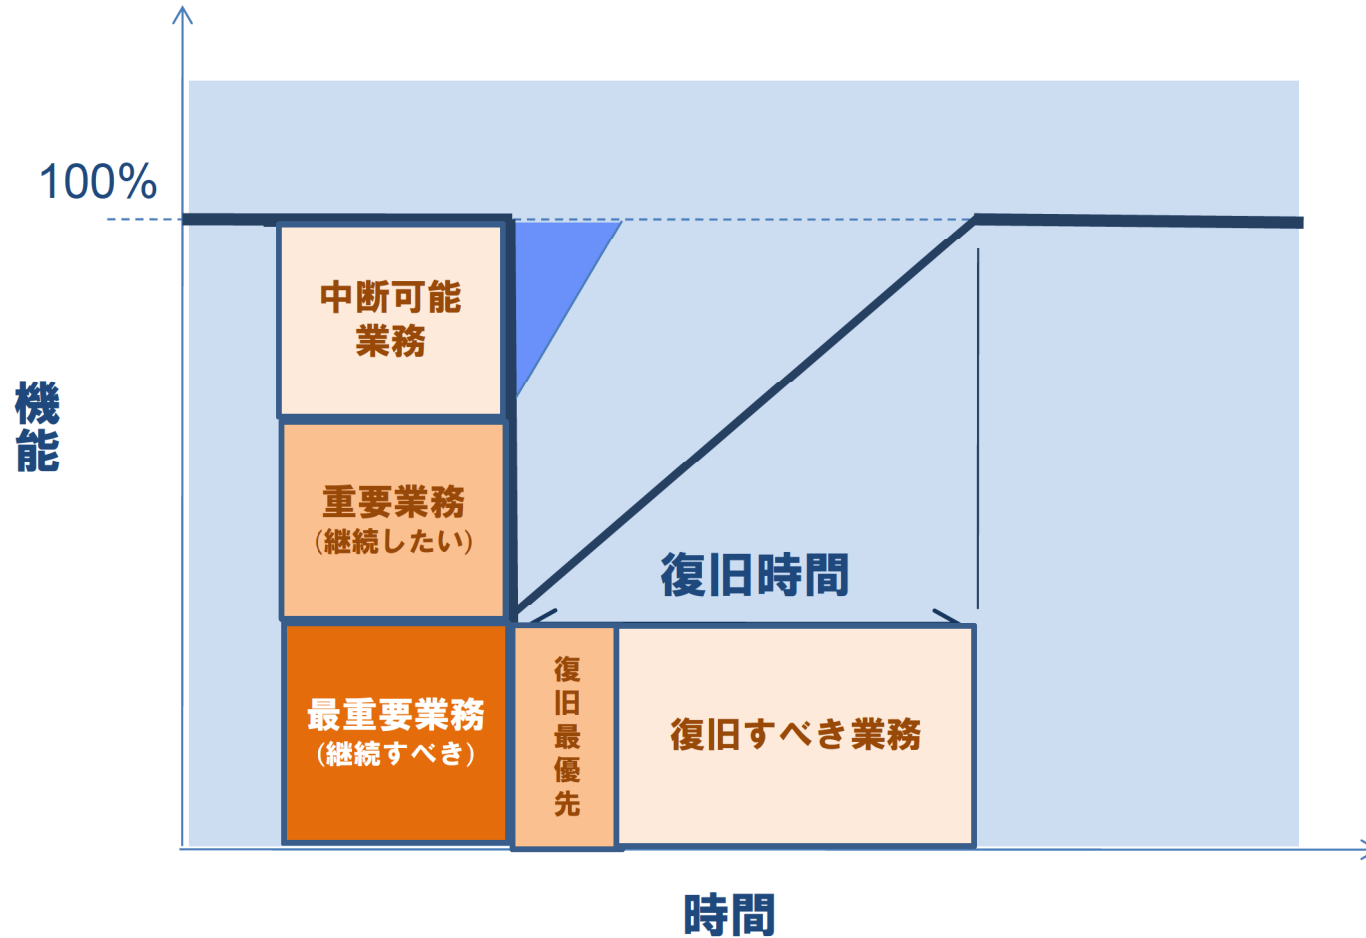 100%
中断可能
業務
機能
重要業務
(継続したい)
復旧時間
最重要業務
(継続すべき)
復旧最優先
復旧すべき業務
時間